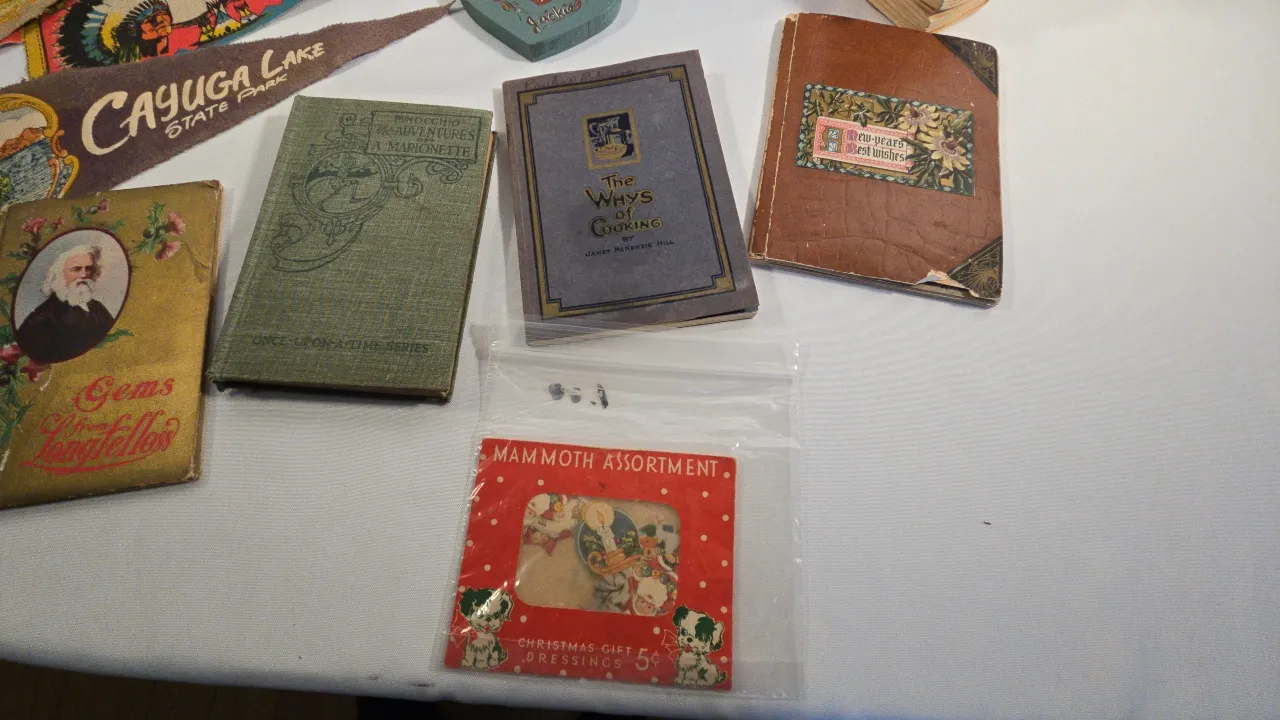 Jackie
CAYUGA LAKE
STATE PARK
PINOCCHIO
The ADVENTURES
of A MARIONETTE
ONCE-UPON-A-TIME SERIES
The
WHYS
of
COOKING
BY
JANET McKENZIE HILL
New-years
Best wishes
Gems
from
Longfellow
MAMMOTH ASSORTMENT
CHRISTMAS GIFT
DRESSINGS 5¢